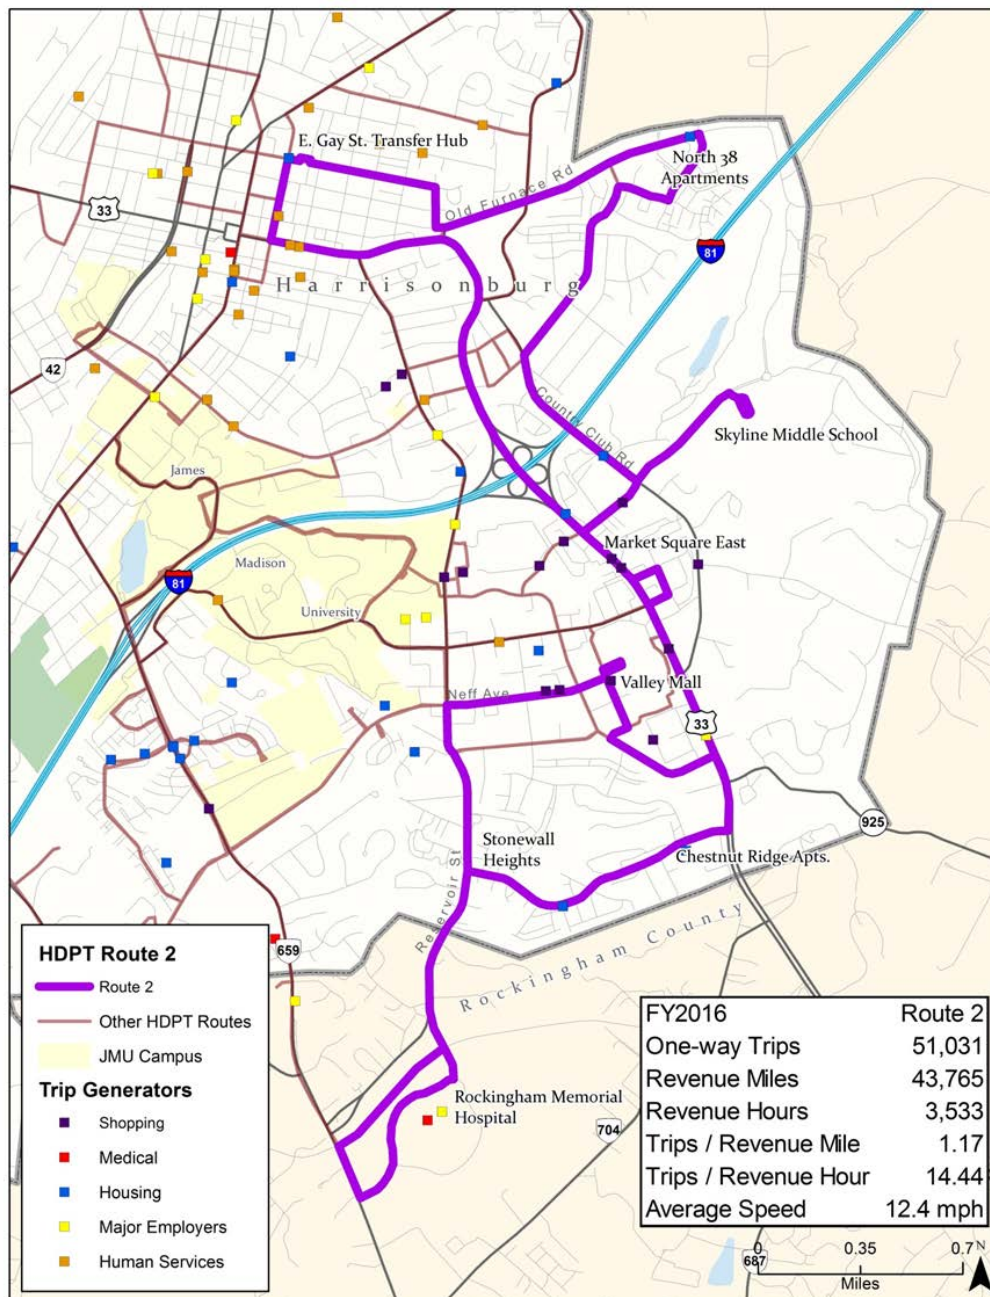 E. Gay St. Transfer Hub
North 38
Apartments
Old Furnace Rd
33
81
Harrisonburg
42
Country Club Rd
Skyline Middle School
James
Market Square East
Madison
81
University
Neff Ave
Valley Mall
33
925
Stonewall
Heights
Chestnut Ridge Apts.
Reservoir St
659
Rockingham County
Rockingham Memorial
Hospital
704
HDPT Route 2
Route 2
Other HDPT Routes
JMU Campus
Trip Generators
Shopping
Medical
Housing
Major Employers
Human Services
FY2016 Route 2
One-way Trips 51,031
Revenue Miles 43,765
Revenue Hours 3,533
Trips / Revenue Mile 1.17
Trips / Revenue Hour 14.44
Average Speed 12.4 mph
687
0 0.35 0.7
Miles
N